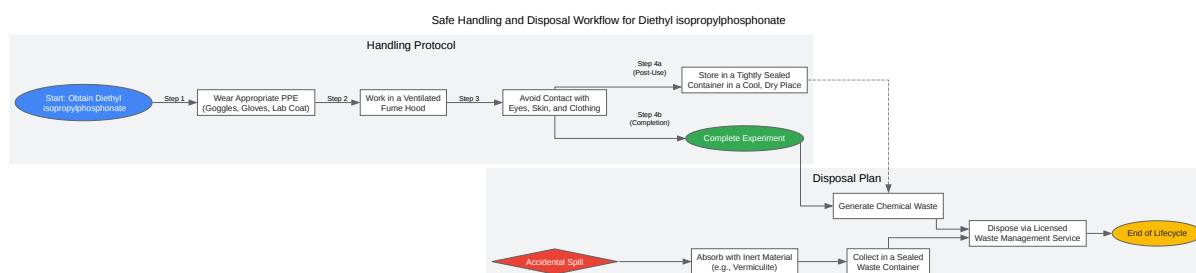 Safe Handling and Disposal Workflow for Diethyl isopropylphosphonate
Handling Protocol
Start: Obtain Diethyl
isopropylphosphonate
Step 1
Wear Appropriate PPE
(Goggles, Gloves, Lab Coat)
Step 2
Work in a Ventilated
Fume Hood
Step 3
Avoid Contact with
Eyes, Skin, and Clothing
Step 4a
(Post-Use)
Store in a Tightly Sealed
Container in a Cool, Dry Place
Step 4b
(Completion)
Complete Experiment
Disposal Plan
Generate Chemical Waste
Dispose via Licensed
Waste Management Service
End of Lifecycle
Accidental Spill
Absorb with Inert Material
(e.g., Vermiculite)
Collect in a Sealed
Waste Container